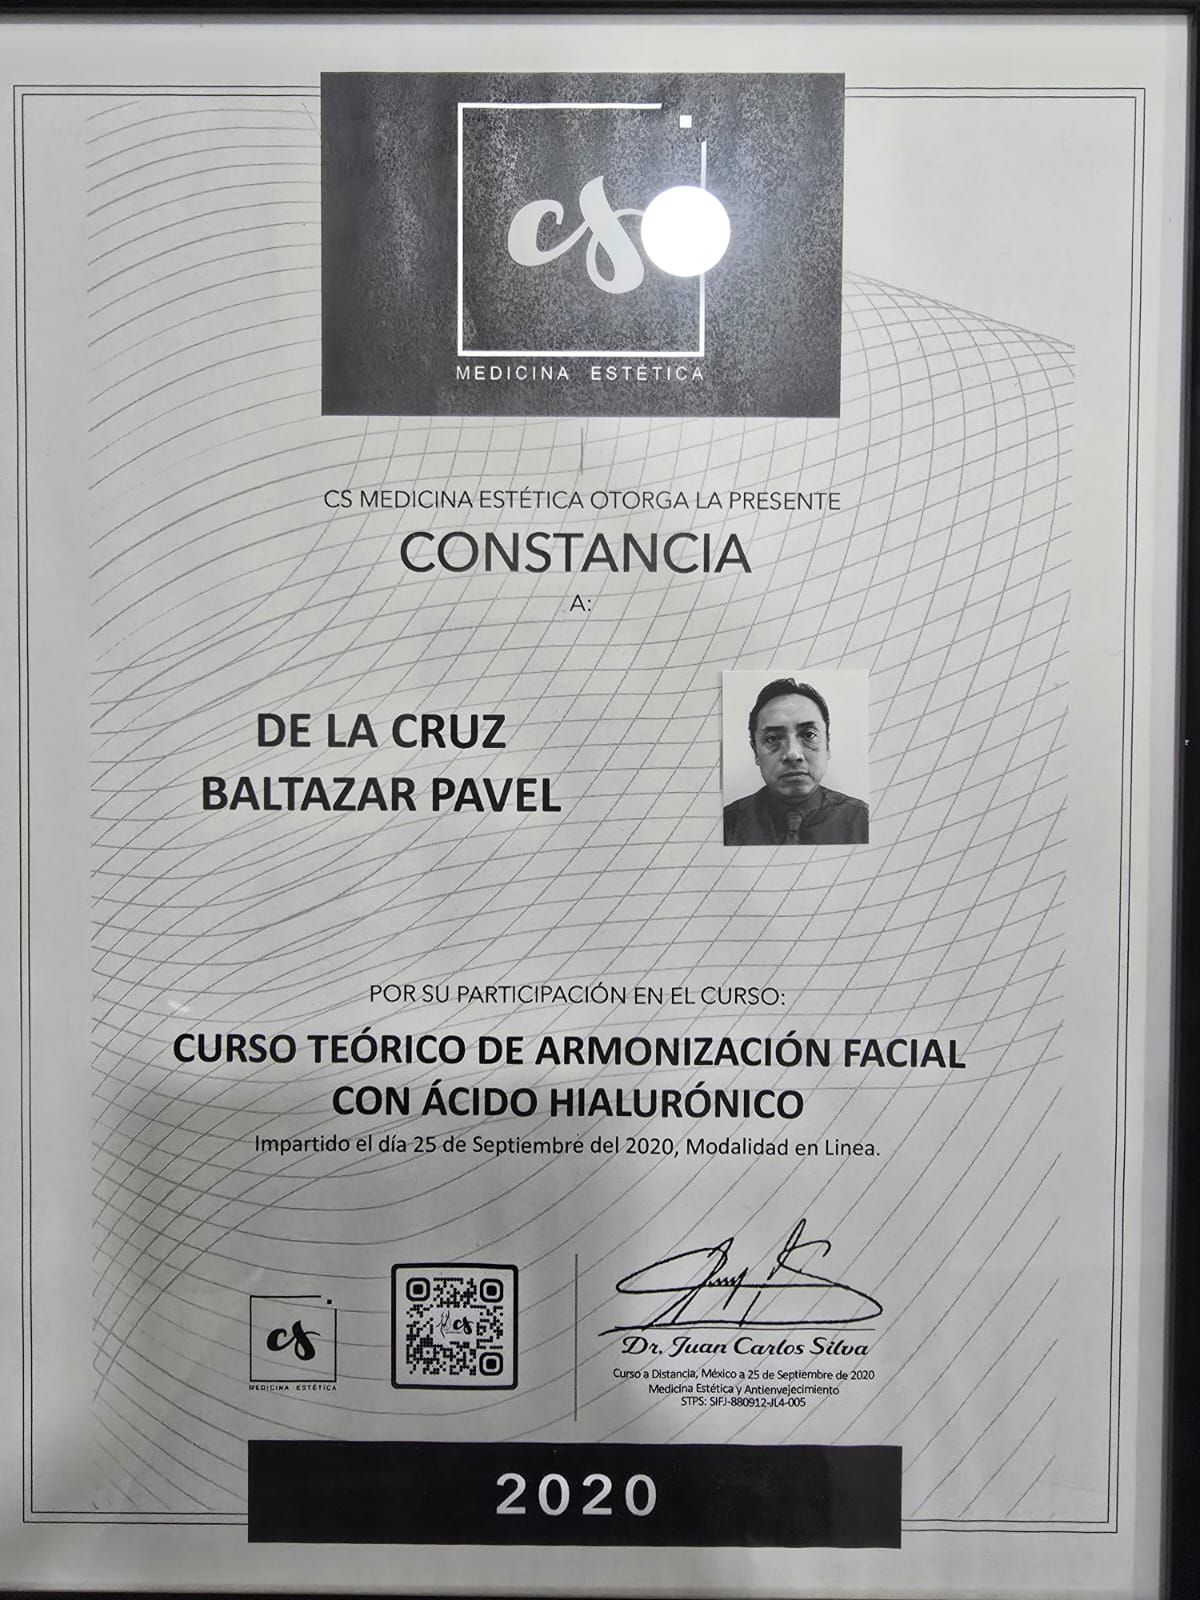 cs
MEDICINA ESTÉTICA
CS MEDICINA ESTÉTICA OTORGA LA PRESENTE
CONSTANCIA
A:
DE LA CRUZ
BALTAZAR PAVEL
POR SU PARTICIPACIÓN EN EL CURSO:
CURSO TEÓRICO DE ARMONIZACIÓN FACIAL
CON ÁCIDO HIALURÓNICO
Impartido el día 25 de Septiembre del 2020, Modalidad en Linea.
cs
MEDICINA ESTÉTICA
cs
Dr. Juan Carlos Silva
Curso a Distancia, México a 25 de Septiembre de 2020
Medicina Estética y Antienvejecimiento
STPS: SIFJ-880912-JL4-005
2020